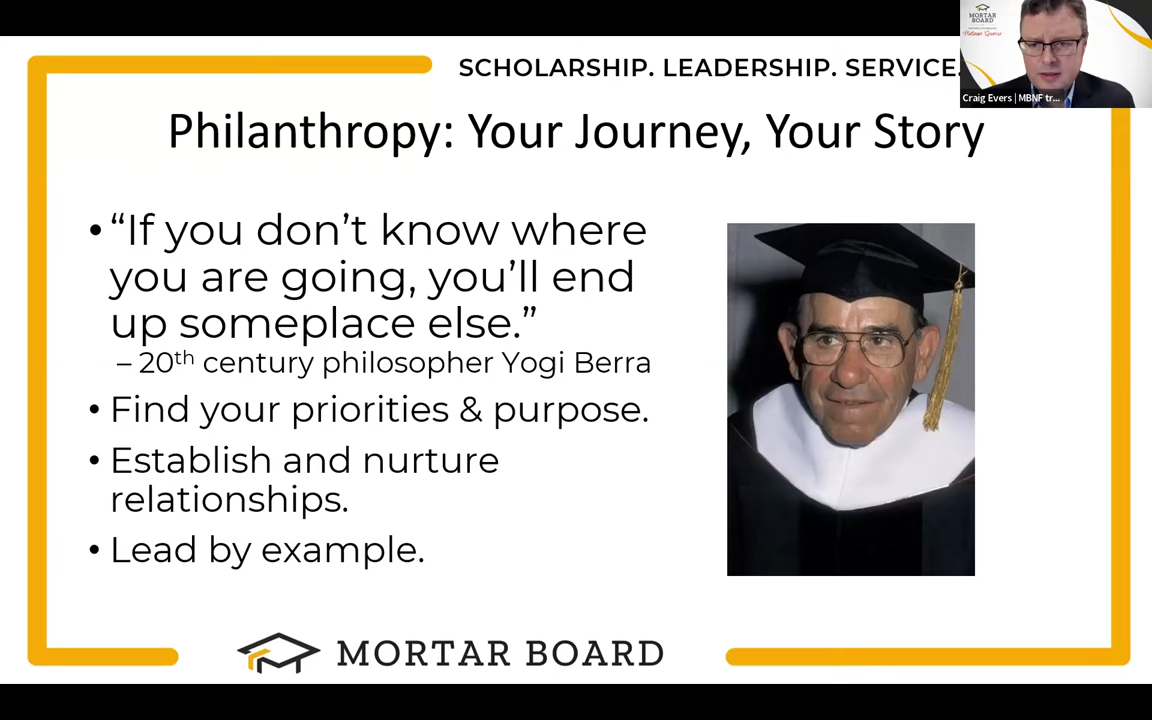 SCHOLARSHIP. LEADERSHIP. SERVICE.
MORTAR
BOARD
Craig Evers | MBNF tr...
Philanthropy: Your Journey, Your Story
• “If you don’t know where
you are going, you’ll end
up someplace else.”
– 20th century philosopher Yogi Berra
• Find your priorities & purpose.
• Establish and nurture
relationships.
• Lead by example.
MORTAR BOARD